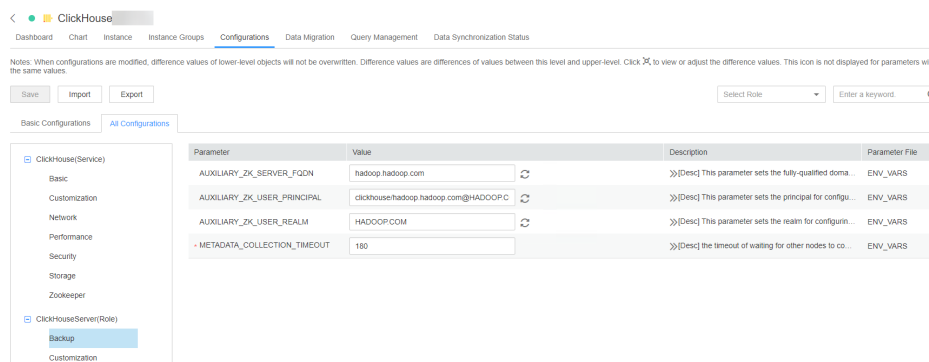 ClickHouse
Dashboard Chart Instance Instance Groups Configurations Data Migration Query Management Data Synchronization Status
Notes: When configurations are modified, difference values of lower-level objects will not be overwritten. Difference values are differences of values between this level and upper-level. Click , to view or adjust the difference values. This icon is not displayed for parameters wi
the same values.
Save Import Export Select Role Enter a keyword.
Basic Configurations All Configurations
Parameter Value Description Parameter File
ClickHouse(Service)
AUXILIARY_ZK_SERVER_FQDN hadoop.hadoop.com >>[Desc] This parameter sets the fully-qualified doma... ENV_VARS
Basic
AUXILIARY_ZK_USER_PRINCIPAL clickhouse/hadoop.hadoop.com@HADOOP.C >>[Desc] This parameter sets the principal for configu... ENV_VARS
Customization
Network
AUXILIARY_ZK_USER_REALM HADOOP.COM >>[Desc] This parameter sets the realm for configurin... ENV_VARS
Performance
* METADATA_COLLECTION_TIMEOUT 180 >>[Desc] the timeout of waiting for other nodes to co... ENV_VARS
Security
Storage
Zookeeper
ClickHouseServer(Role)
Backup
Customization